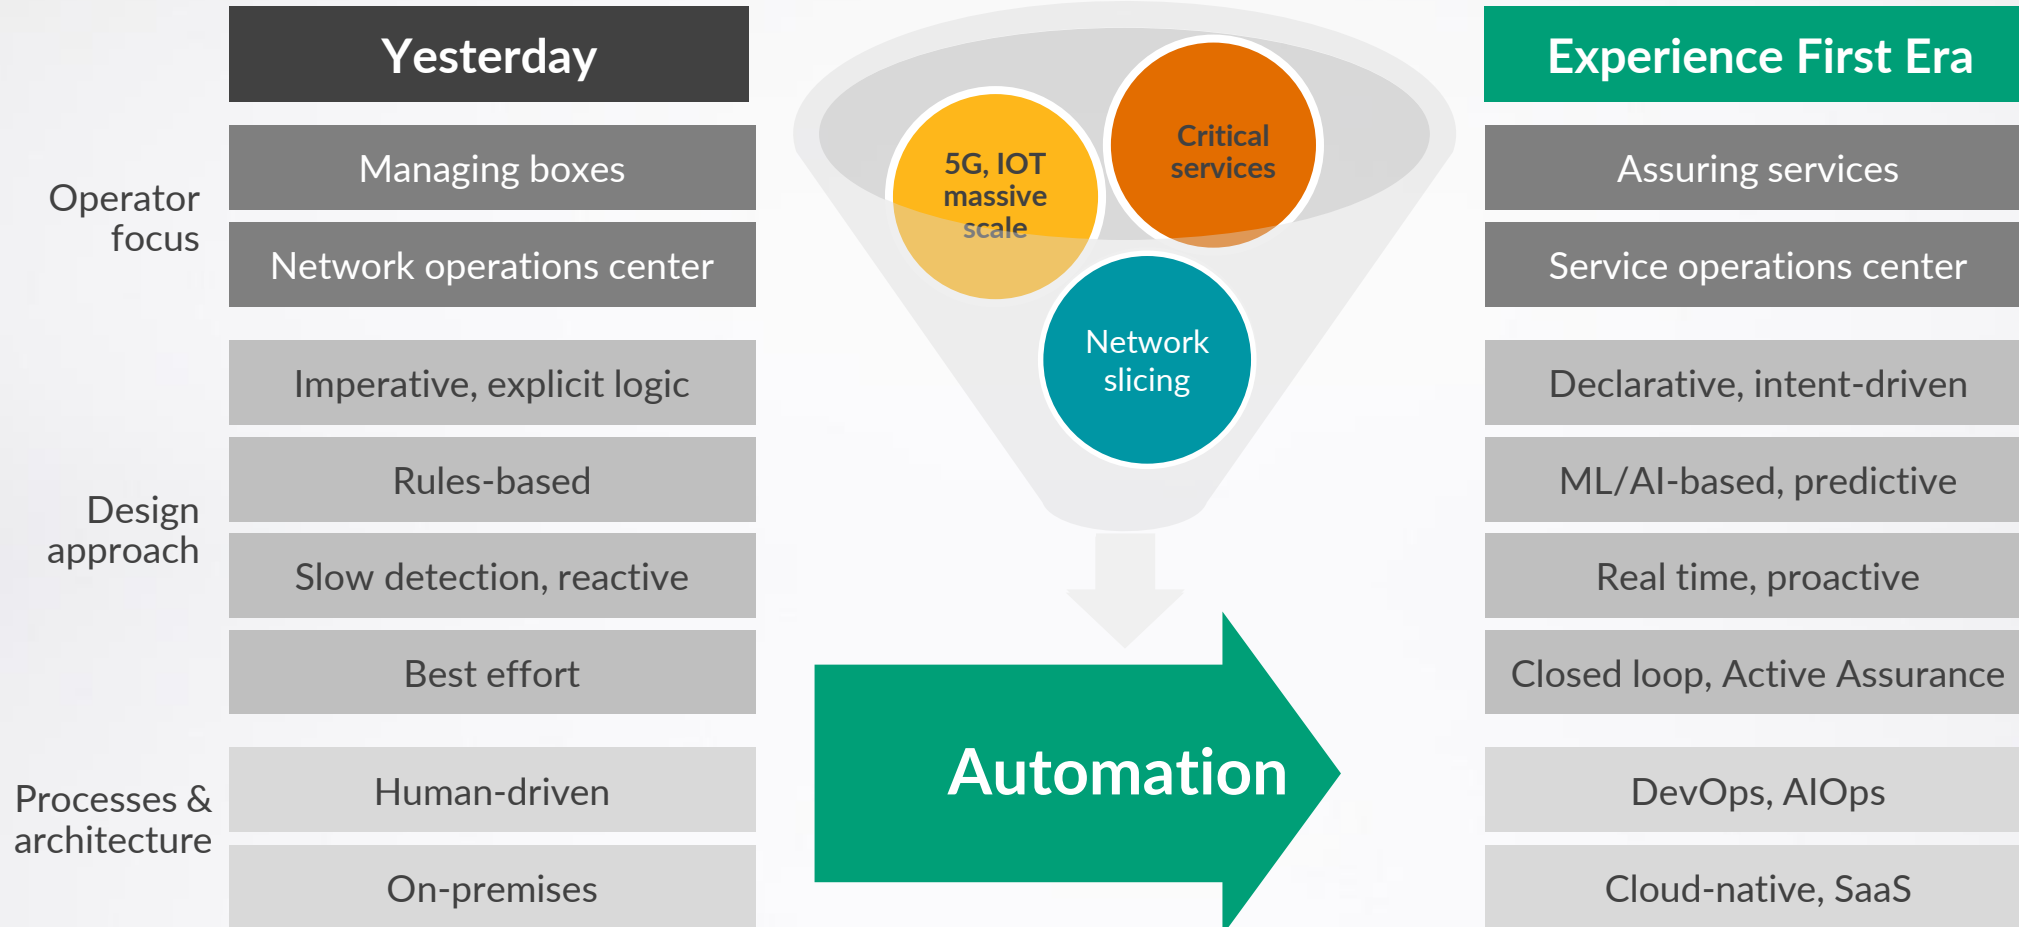 Yesterday
Experience First Era
Operator
focus
Managing boxes
Network operations center
5G, IOT
massive
scale
Critical
services
Network
slicing
Assuring services
Service operations center
Design
approach
Imperative, explicit logic
Rules-based
Slow detection, reactive
Best effort
Declarative, intent-driven
ML/AI-based, predictive
Real time, proactive
Closed loop, Active Assurance
Processes &
architecture
Human-driven
On-premises
Automation
DevOps, AIOps
Cloud-native, SaaS